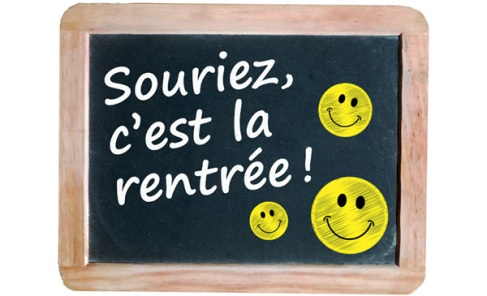 Souriez,
c'est la
rentrée !